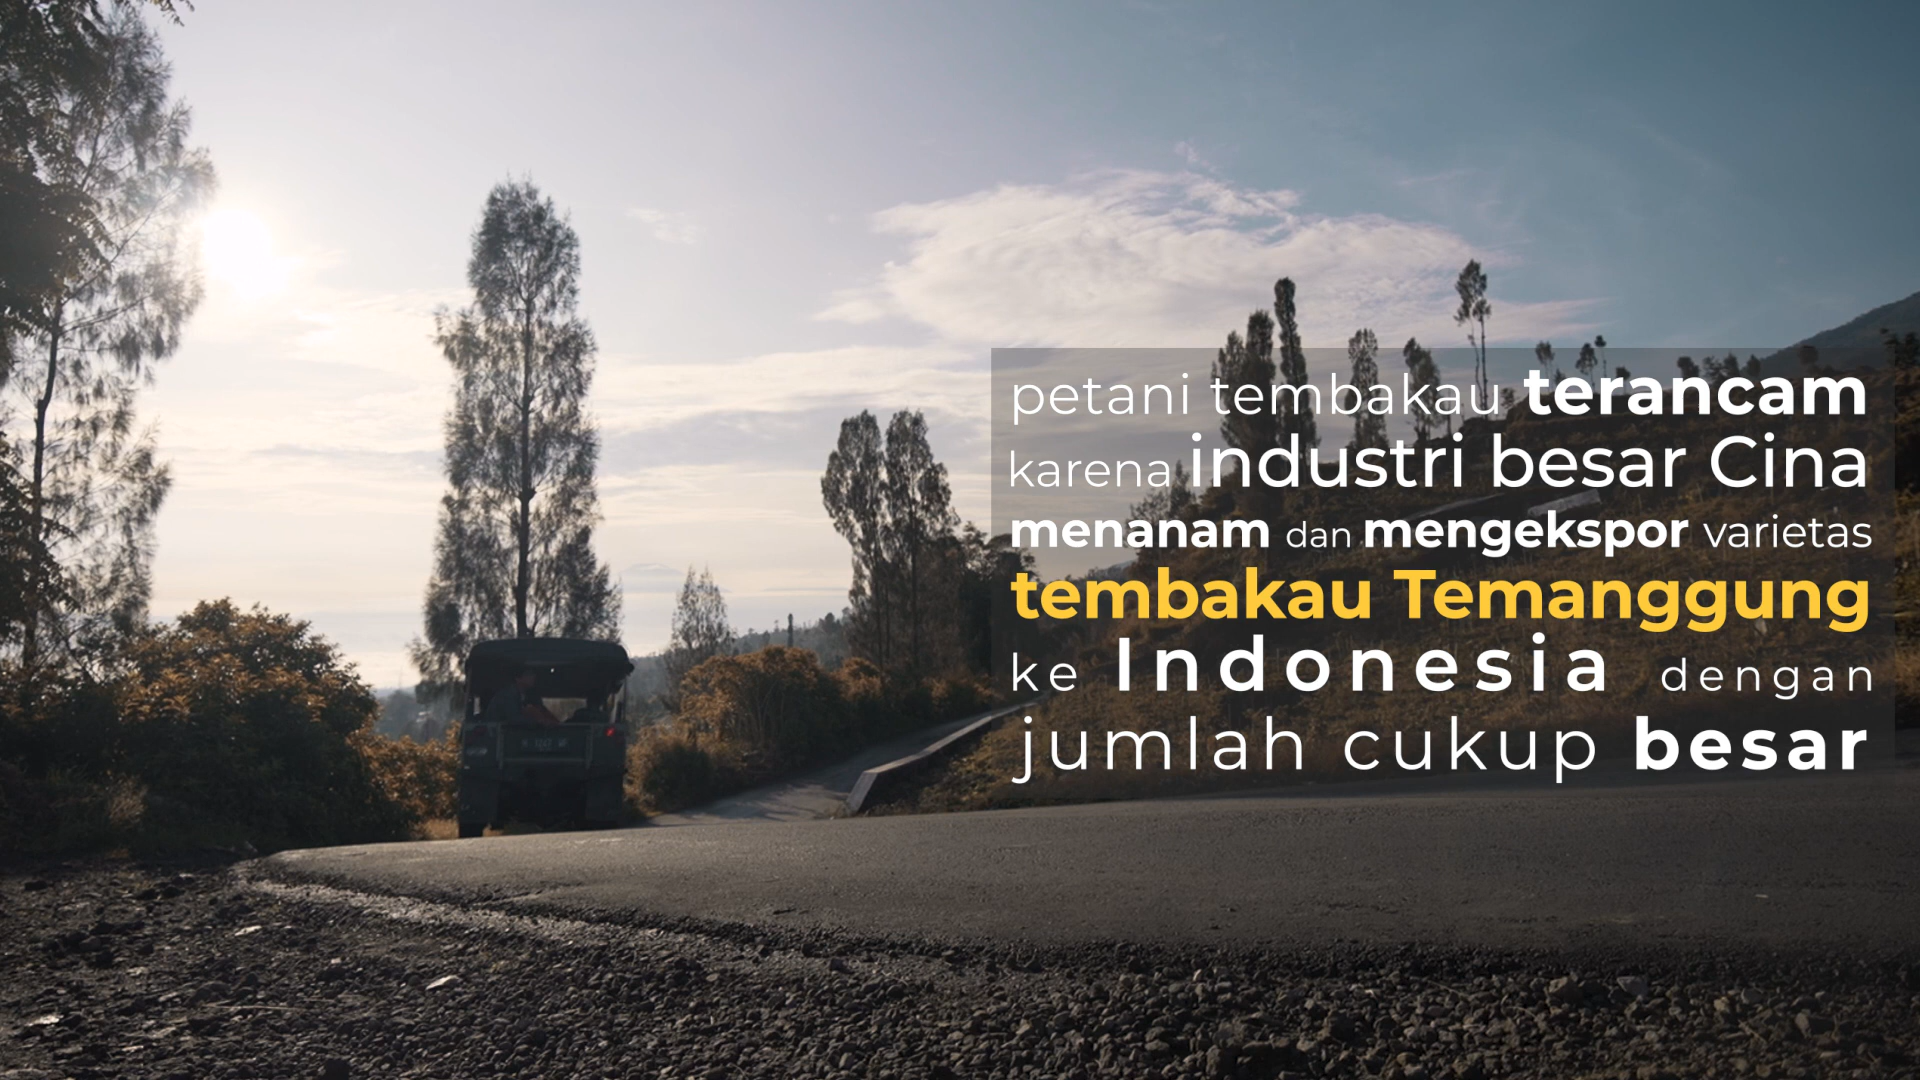 petani tembakau terancam
karena industri besar Cina
menanam dan mengekspor varietas
tembakau Temanggung
ke Indonesia dengan
jumlah cukup besar